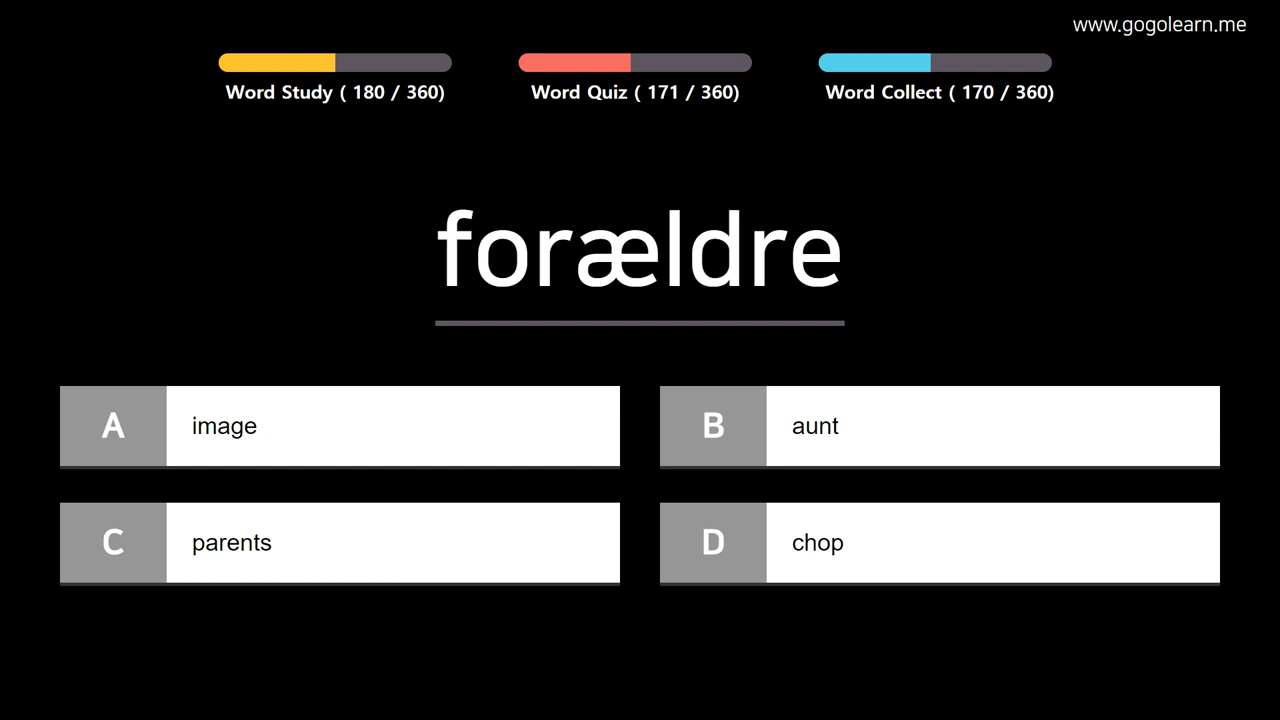 www.gogolearn.me
Word Study ( 180 / 360)
Word Quiz ( 171 / 360)
Word Collect ( 170 / 360)
forældre
A image
B aunt
C parents
D chop